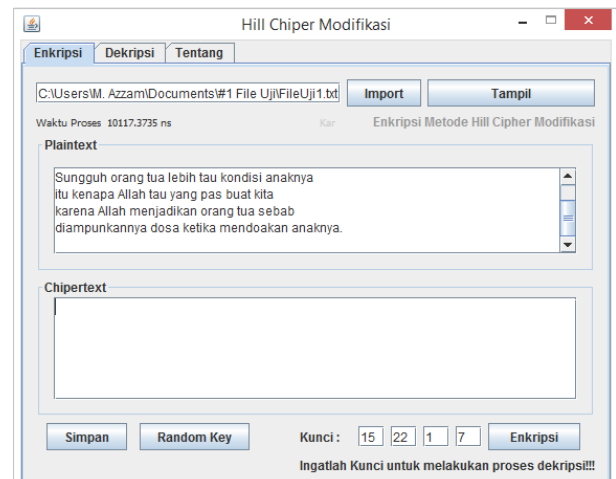 Hill Chiper Modifikasi
Enkripsi Dekripsi Tentang
C:\Users\M. Azzam\Documents\#1 File Uji\FileUji1.txt Import Tampil
Waktu Proses 10117.3735 ns Kar Enkripsi Metode Hill Cipher Modifikasi
Plaintext
Sungguh orang tua lebih tau kondisi anaknya
itu kenapa Allah tau yang pas buat kita
karena Allah menjadikan orang tua sebab
diampunkannya dosa ketika mendoakan anaknya.
Chipertext
Simpan Random Key Kunci : 15 22 1 7 Enkripsi
Ingatlah Kunci untuk melakukan proses dekripsi!!!